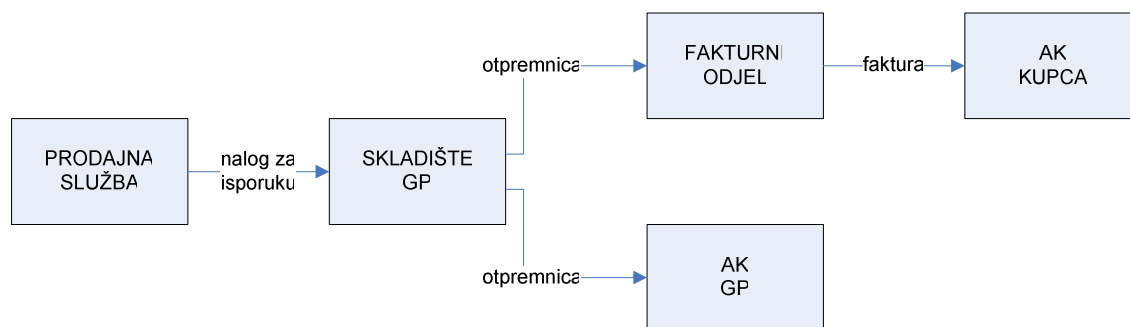 PRODAJNA
SLUŽBA
nalog za
isporuku
SKLADIŠTE
GP
otpremnica
FAKTURNI
ODJEL
faktura
AK
KUPCA
otpremnica
AK
GP